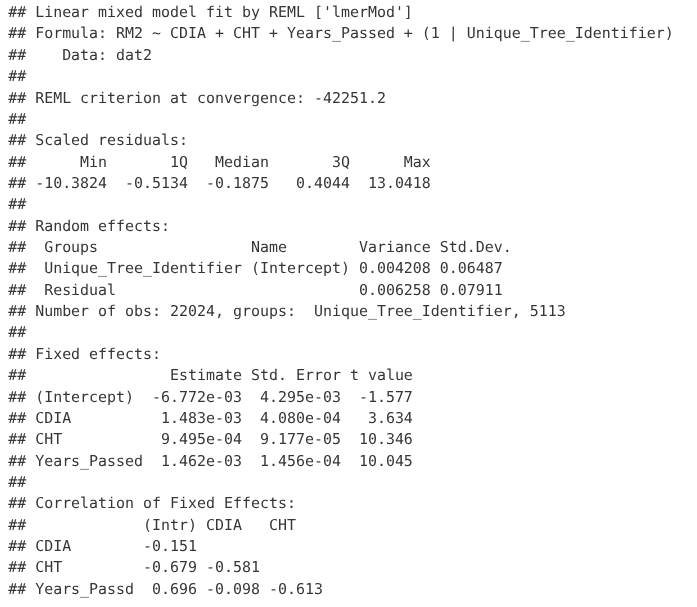 ## Linear mixed model fit by REML ['lmerMod']
## Formula: RM2 ~ CDIA + CHT + Years_Passed + (1 | Unique_Tree_Identifier)
##    Data: dat2
##
## REML criterion at convergence: -42251.2
##
## Scaled residuals:
##      Min       1Q   Median       3Q      Max
## -10.3824  -0.5134  -0.1875   0.4044  13.0418
##
## Random effects:
##  Groups                 Name        Variance Std.Dev.
##  Unique_Tree_Identifier (Intercept) 0.004208 0.06487
##  Residual                           0.006258 0.07911
## Number of obs: 22024, groups:  Unique_Tree_Identifier, 5113
##
## Fixed effects:
##                Estimate Std. Error t value
## (Intercept)  -6.772e-03  4.295e-03  -1.577
## CDIA          1.483e-03  4.080e-04   3.634
## CHT           9.495e-04  9.177e-05  10.346
## Years_Passed  1.462e-03  1.456e-04  10.045
##
## Correlation of Fixed Effects:
##             (Intr) CDIA   CHT
## CDIA        -0.151
## CHT         -0.679 -0.581
## Years_Passd  0.696 -0.098 -0.613